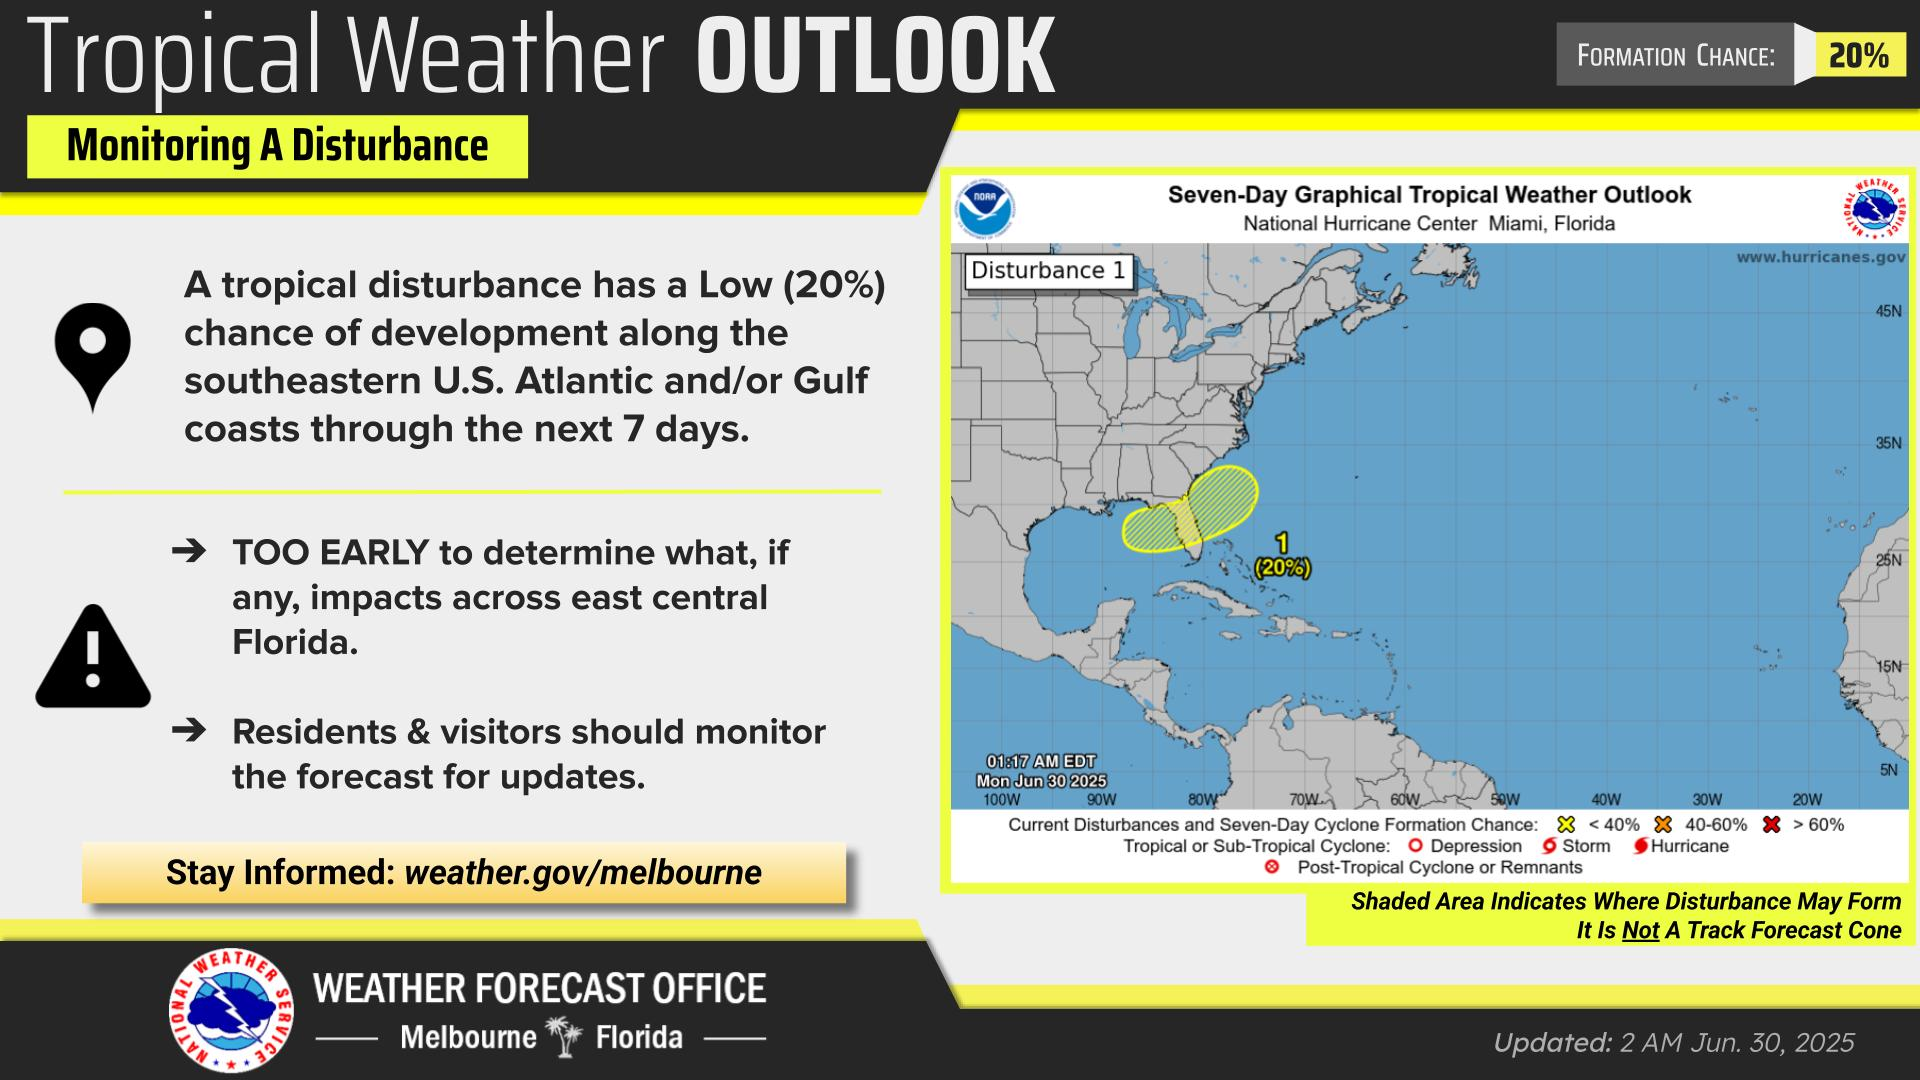 Tropical Weather OUTLOOK
FORMATION CHANCE: 20%
Monitoring A Disturbance
A tropical disturbance has a Low (20%)
chance of development along the
southeastern U.S. Atlantic and/or Gulf
coasts through the next 7 days.
➔ TOO EARLY to determine what, if
any, impacts across east central
Florida.
➔ Residents & visitors should monitor
the forecast for updates.
Stay Informed: weather.gov/melbourne
NOAA
Seven-Day Graphical Tropical Weather Outlook
National Hurricane Center Miami, Florida
NATIONAL WEATHER SERVICE
www.hurricanes.gov
Disturbance 1
45N
35N
25N
15N
5N
1
(20%)
01:17 AM EDT
Mon Jun 30 2025
100W 90W 80W 70W 60W 50W 40W 30W 20W
Current Disturbances and Seven-Day Cyclone Formation Chance: < 40% 40-60% > 60%
Tropical or Sub-Tropical Cyclone: Depression Storm Hurricane
Post-Tropical Cyclone or Remnants
Shaded Area Indicates Where Disturbance May Form
It Is Not A Track Forecast Cone
NATIONAL WEATHER SERVICE
WEATHER FORECAST OFFICE
Melbourne Florida
Updated: 2 AM Jun. 30, 2025